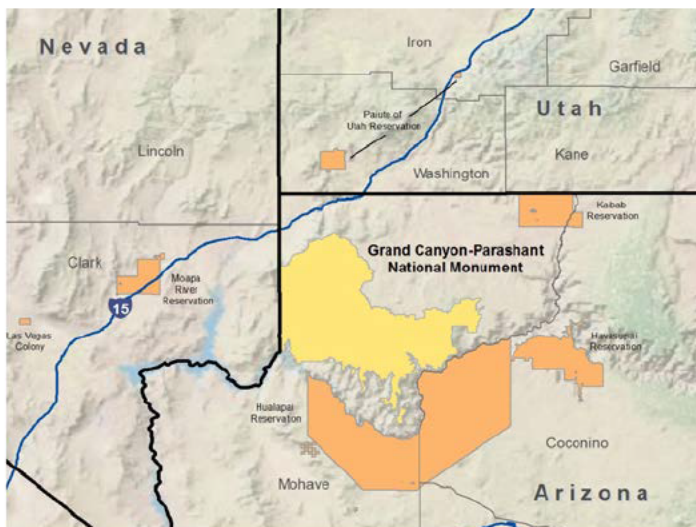 Nevada
Iron
Garfield
Paiute of
Utah Reservation
Utah
Lincoln
Kane
Washington
Kabab
Reservation
Grand Canyon-Parashant
National Monument
Clark
Moapa
River
Reservation
15
Las Vegas
Colony
Havasupai
Reservation
Hualapai
Reservation
Coconino
Mohave
Arizona